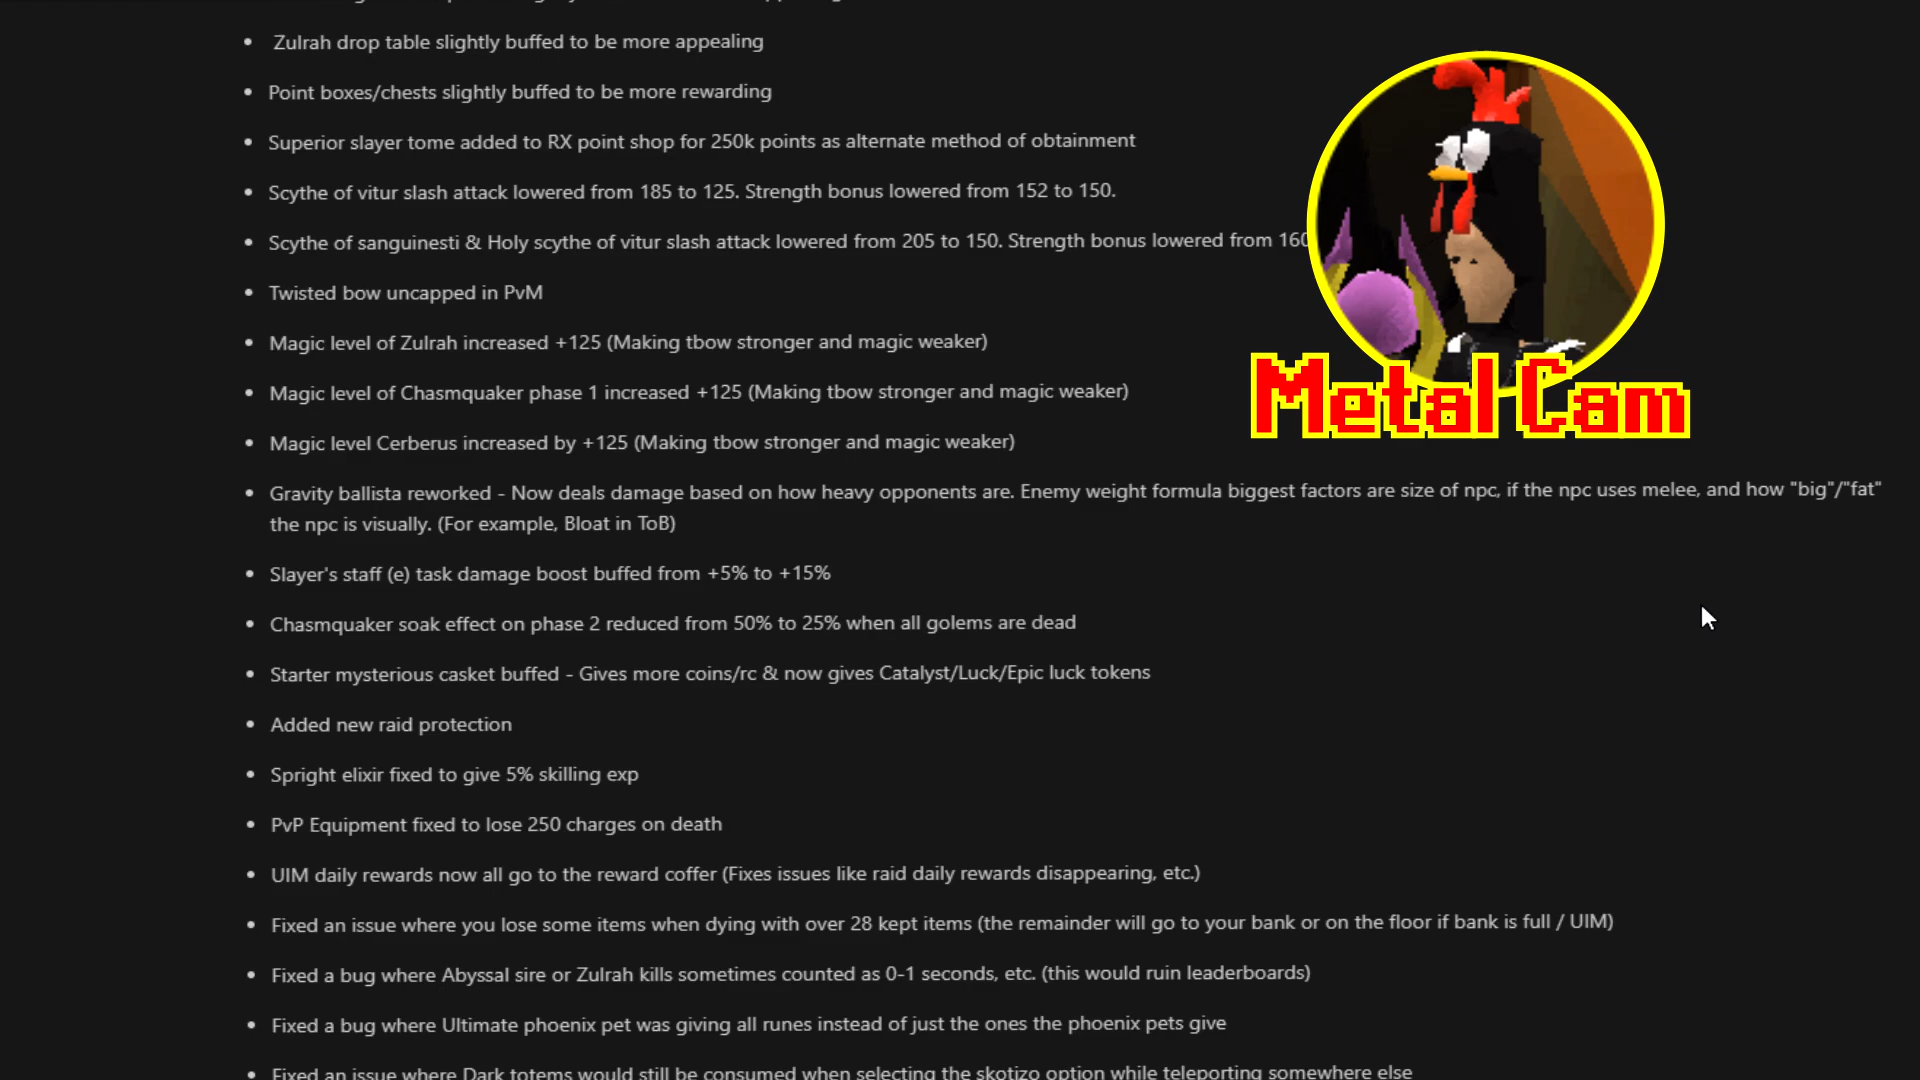 Zulrah drop table slightly buffed to be more appealing
Point boxes/chests slightly buffed to be more rewarding
Superior slayer tome added to RX point shop for 250k points as alternate method of obtainment
Scythe of vitur slash attack lowered from 185 to 125. Strength bonus lowered from 152 to 150.
Scythe of sanguinesti & Holy scythe of vitur slash attack lowered from 205 to 150. Strength bonus lowered from 160
Twisted bow uncapped in PvM
Magic level of Zulrah increased +125 (Making tbow stronger and magic weaker)
Magic level of Chasmquaker phase 1 increased +125 (Making tbow stronger and magic weaker)
Metal Cam
Magic level Cerberus increased by +125 (Making tbow stronger and magic weaker)
Gravity ballista reworked - Now deals damage based on how heavy opponents are. Enemy weight formula biggest factors are size of npc, if the npc uses melee, and how "big"/"fat"
the npc is visually. (For example, Bloat in ToB)
Slayer's staff (e) task damage boost buffed from +5% to +15%
Chasmquaker soak effect on phase 2 reduced from 50% to 25% when all golems are dead
Starter mysterious casket buffed - Gives more coins/rc & now gives Catalyst/Luck/Epic luck tokens
Added new raid protection
Spright elixir fixed to give 5% skilling exp
PvP Equipment fixed to lose 250 charges on death
UIM daily rewards now all go to the reward coffer (Fixes issues like raid daily rewards disappearing, etc.)
Fixed an issue where you lose some items when dying with over 28 kept items (the remainder will go to your bank or on the floor if bank is full / UIM)
Fixed a bug where Abyssal sire or Zulrah kills sometimes counted as 0-1 seconds, etc. (this would ruin leaderboards)
Fixed a bug where Ultimate phoenix pet was giving all runes instead of just the ones the phoenix pets give
Fixed an issue where Dark totems would still be consumed when selecting the skotizo option while teleporting somewhere else